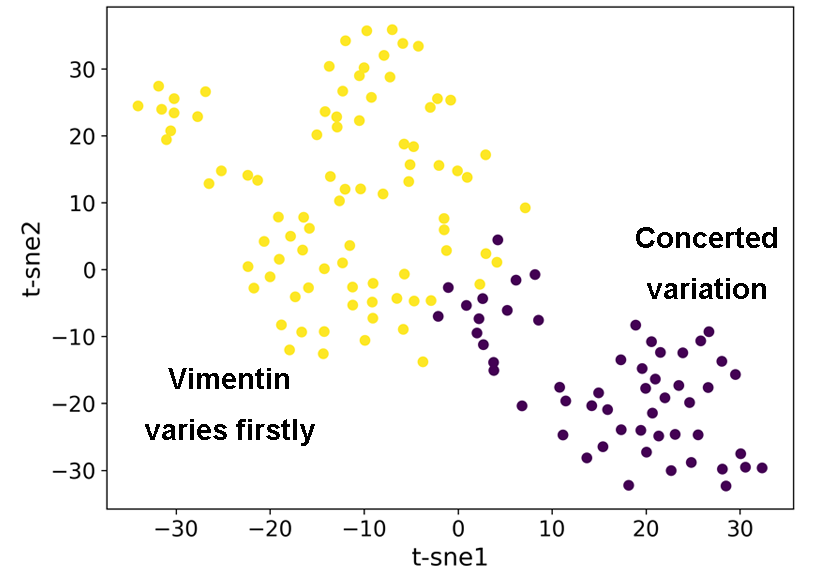 30
20
10
0
−10
−20
−30
t-sne2
Concerted
variation
Vimentin
varies firstly
−30 −20 −10 0 10 20 30
t-sne1